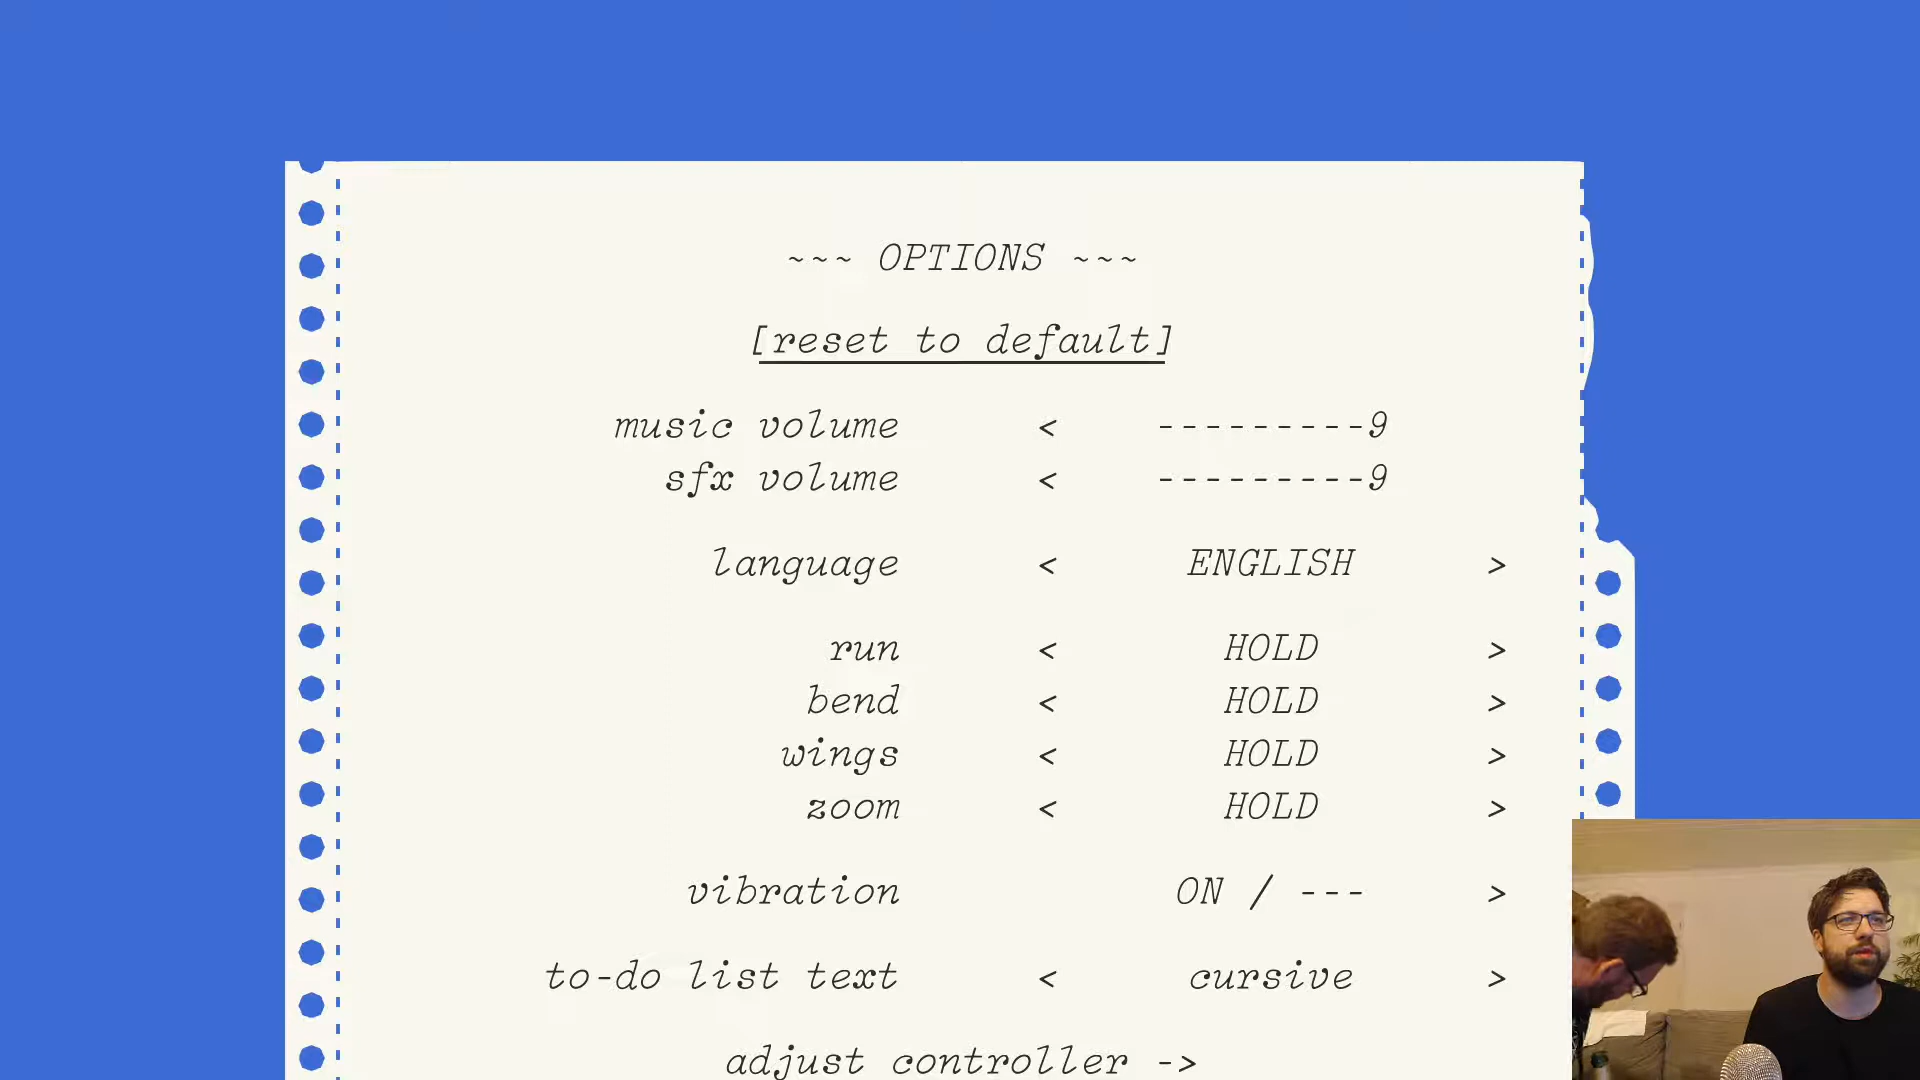 ~~~ OPTIONS ~~~
[reset to default]
music volume < ---------9
sfx volume < ---------9
language < ENGLISH >
run < HOLD >
bend < HOLD >
wings < HOLD >
zoom < HOLD >
vibration ON / --- >
to-do list text < cursive >
adjust controller ->